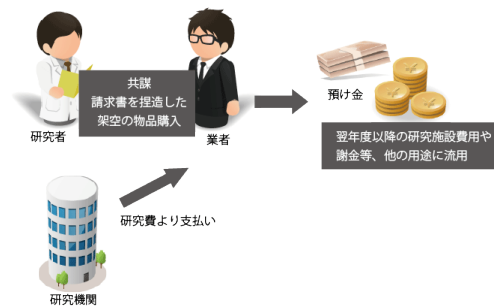 共謀
請求書を捏造した
架空の物品購入
研究者
業者
預け金
翌年度以降の研究施設費用や
謝金等、他の用途に流用
研究費より支払い
研究機関